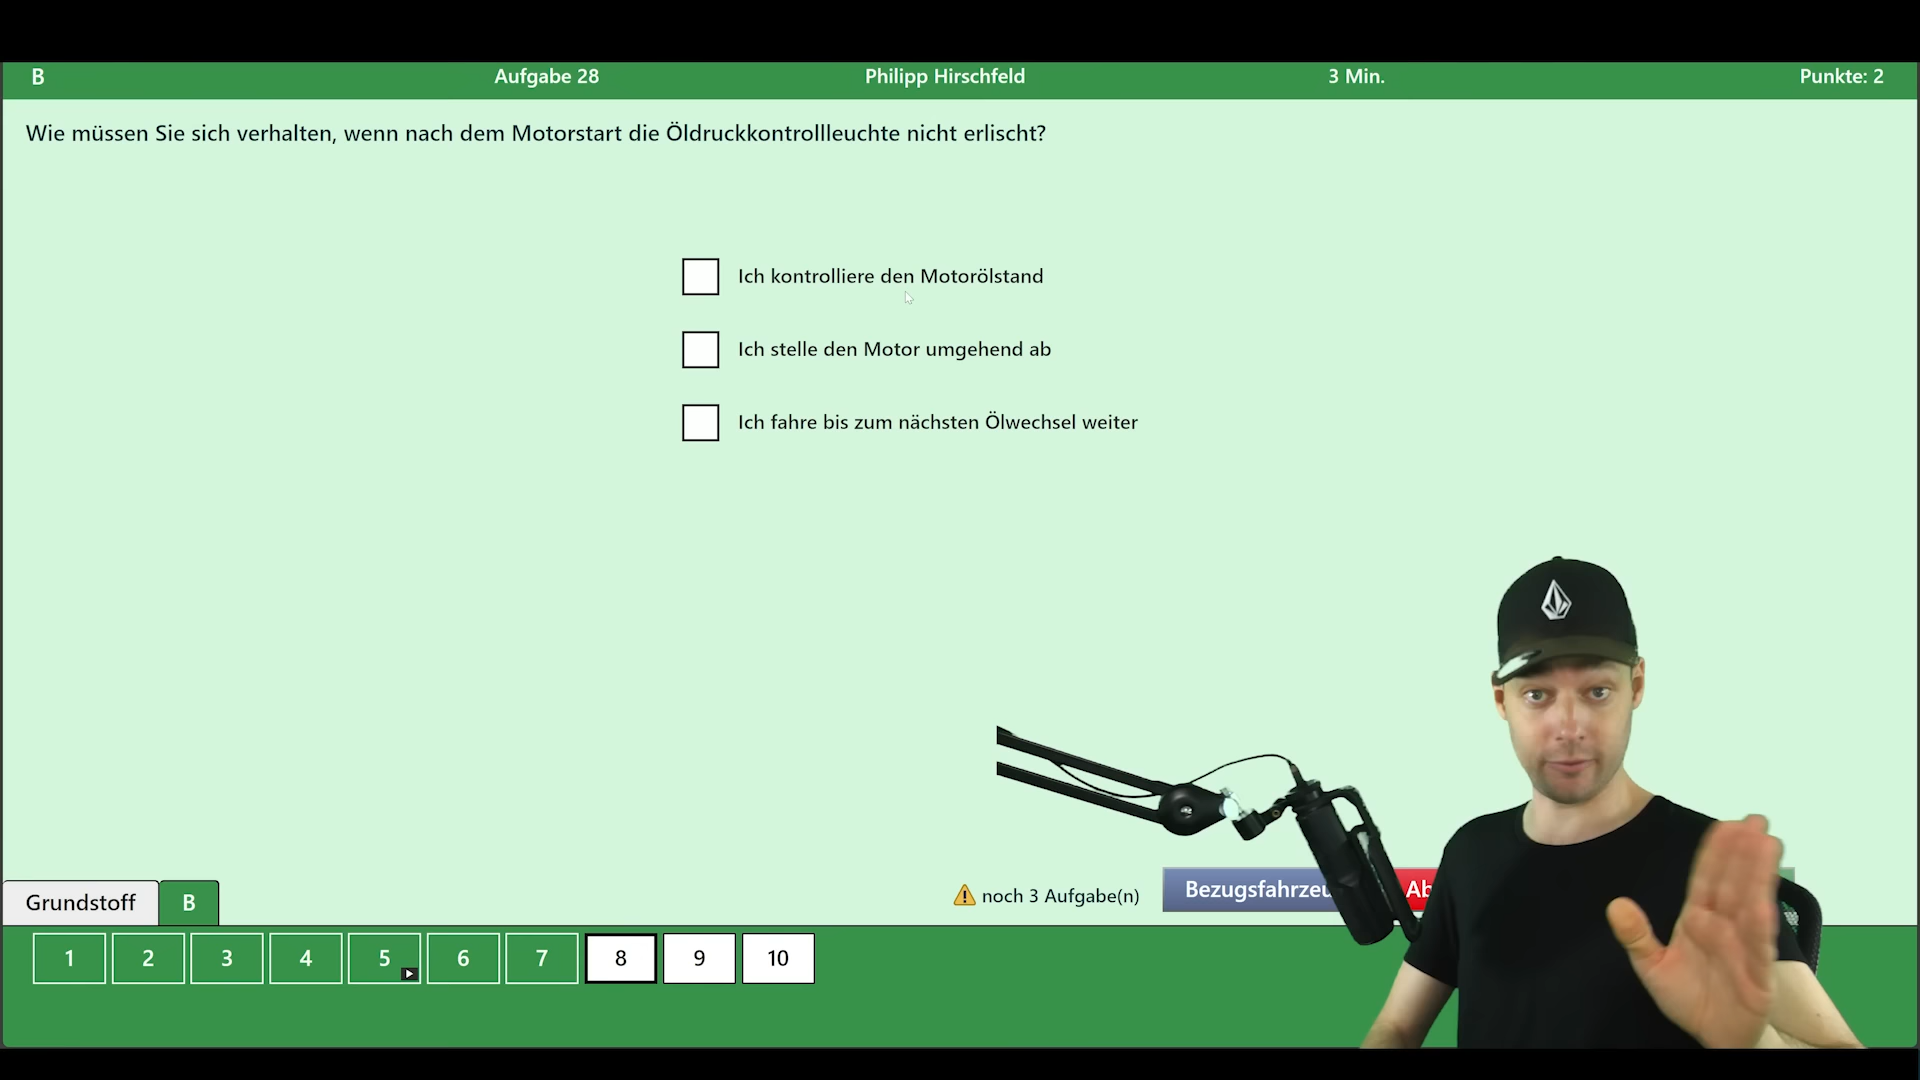 B Aufgabe 28 Philipp Hirschfeld 3 Min. Punkte: 2
Wie müssen Sie sich verhalten, wenn nach dem Motorstart die Öldruckkontrollleuchte nicht erlischt?
Ich kontrolliere den Motorölstand
Ich stelle den Motor umgehend ab
Ich fahre bis zum nächsten Ölwechsel weiter
Grundstoff B
noch 3 Aufgabe(n) Bezugsfahrzeu Ab
1 2 3 4 5 6 7 8 9 10